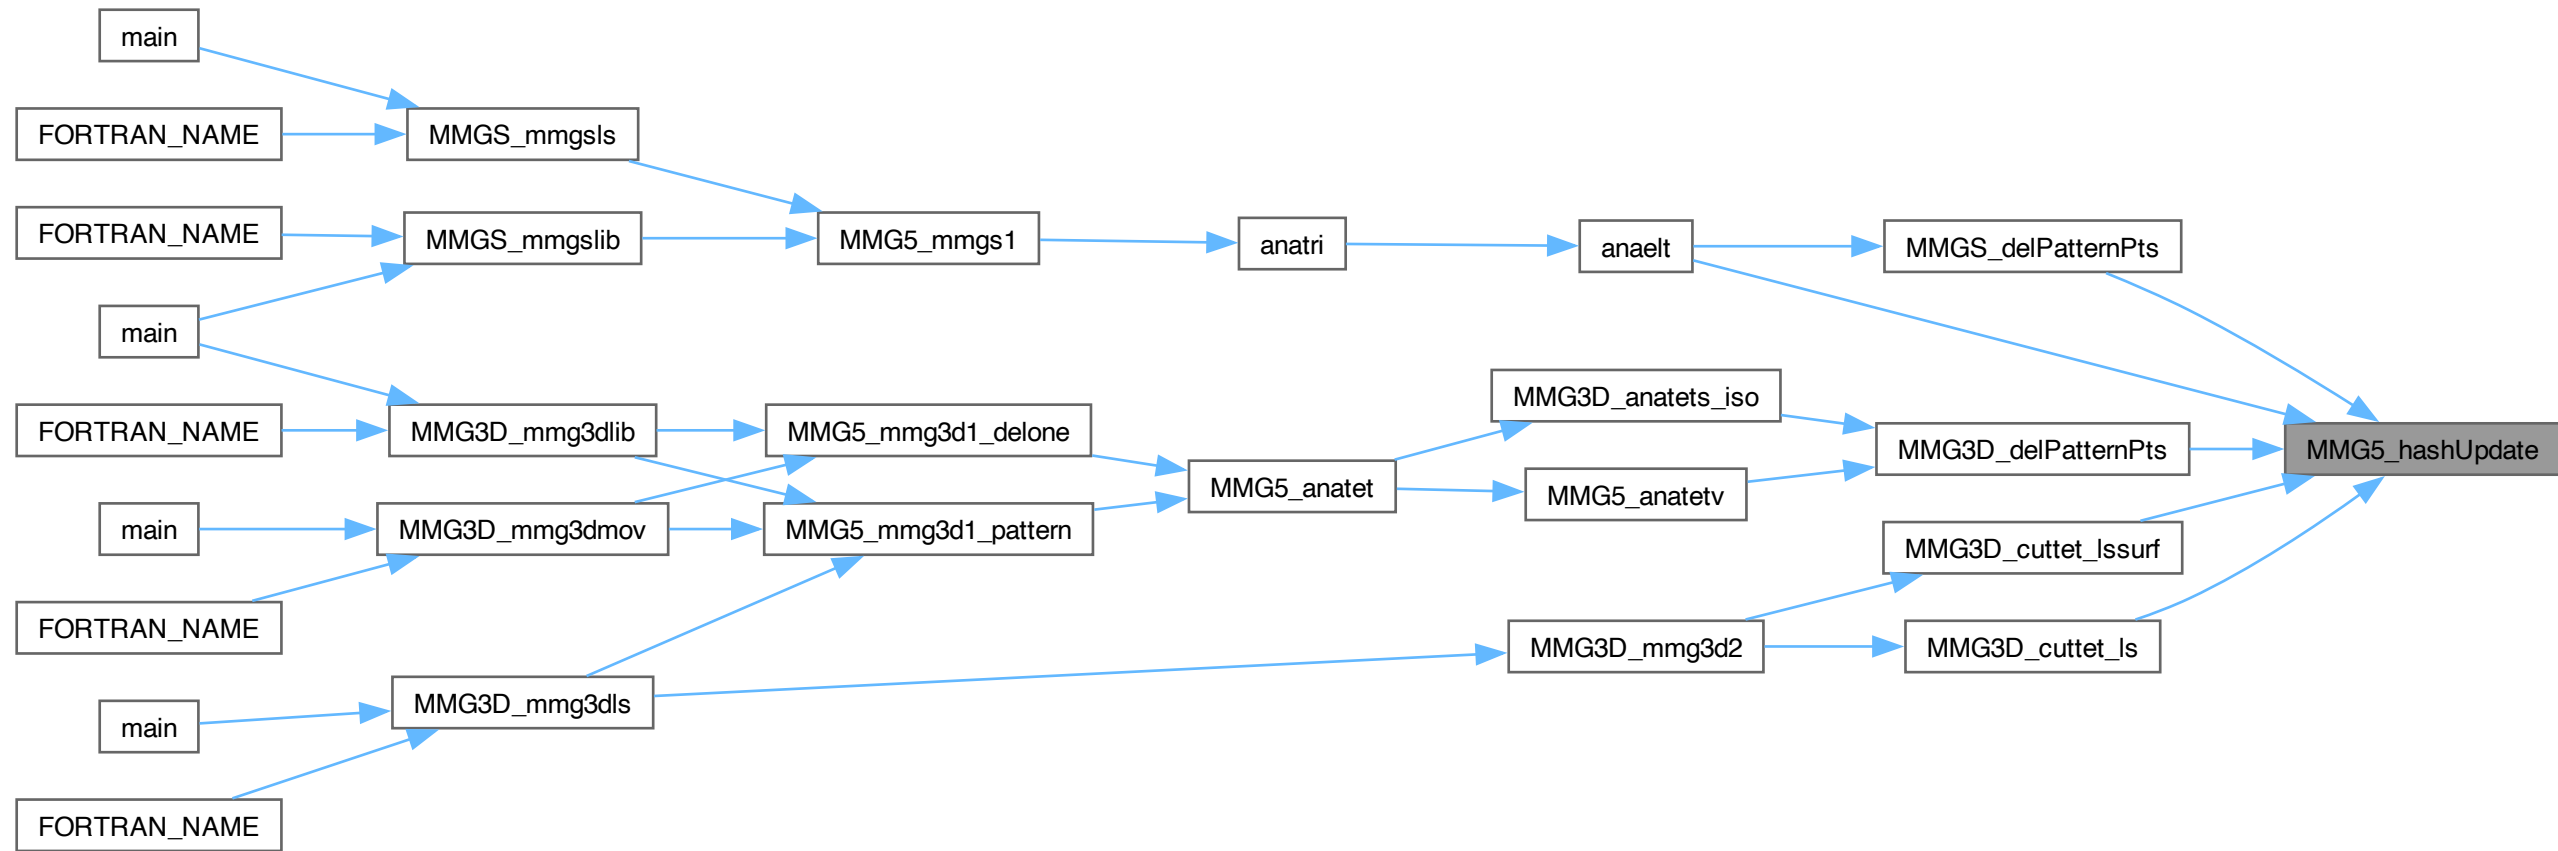 main
FORTRAN_NAME
MMGS_mmgsls
FORTRAN_NAME
MMGS_mmgslib
MMG5_mmgs1
anatri
anaelt
MMGS_delPatternPts
main
FORTRAN_NAME
MMG3D_mmg3dlib
MMG5_mmg3d1_delone
MMG3D_anatets_iso
MMG3D_delPatternPts
MMG5_hashUpdate
MMG5_anatet
MMG5_anatetv
main
MMG3D_mmg3dmov
MMG5_mmg3d1_pattern
MMG3D_cuttet_lssurf
FORTRAN_NAME
MMG3D_mmg3d2
MMG3D_cuttet_ls
main
MMG3D_mmg3dls
FORTRAN_NAME